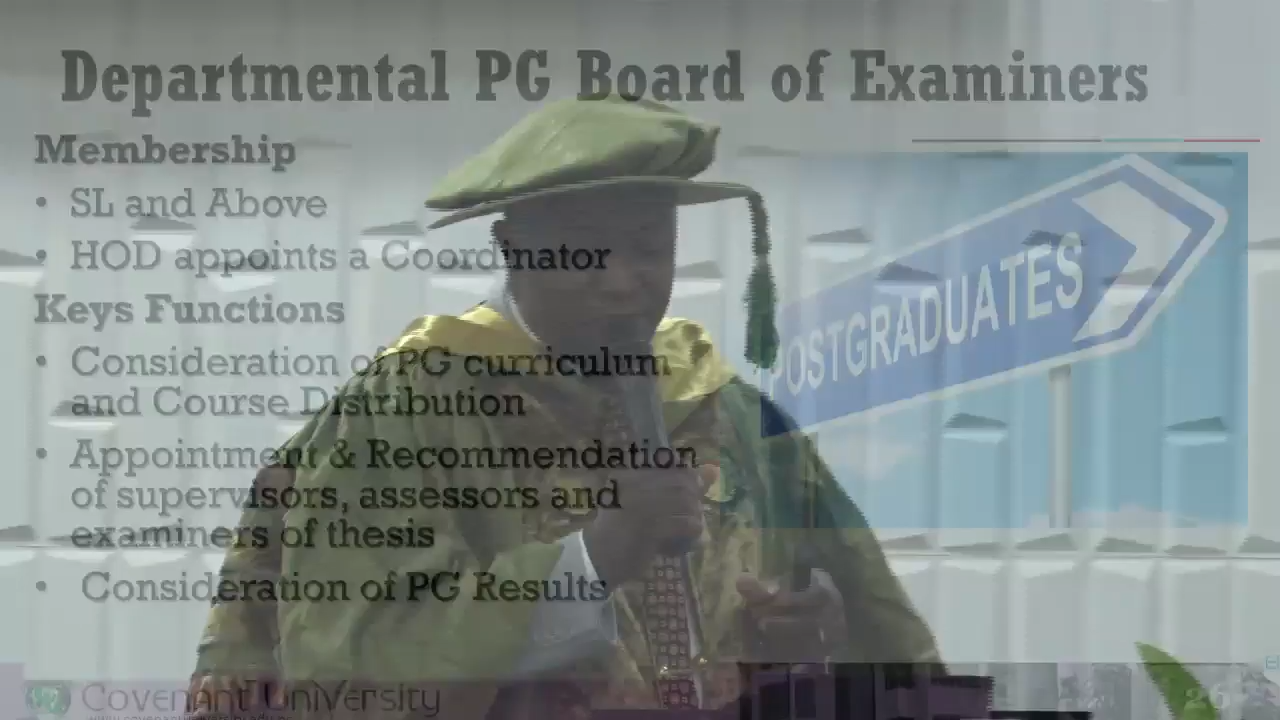 Departmental PG Board of Examiners
Membership
• SL and Above
• HOD appoints a Coordinator
Keys Functions
• Consideration of PG curriculum
and Course Distribution
• Appointment & Recommendation
of supervisors, assessors and
examiners of thesis
• Consideration of PG Results
POSTGRADUATES
Covenant University
26